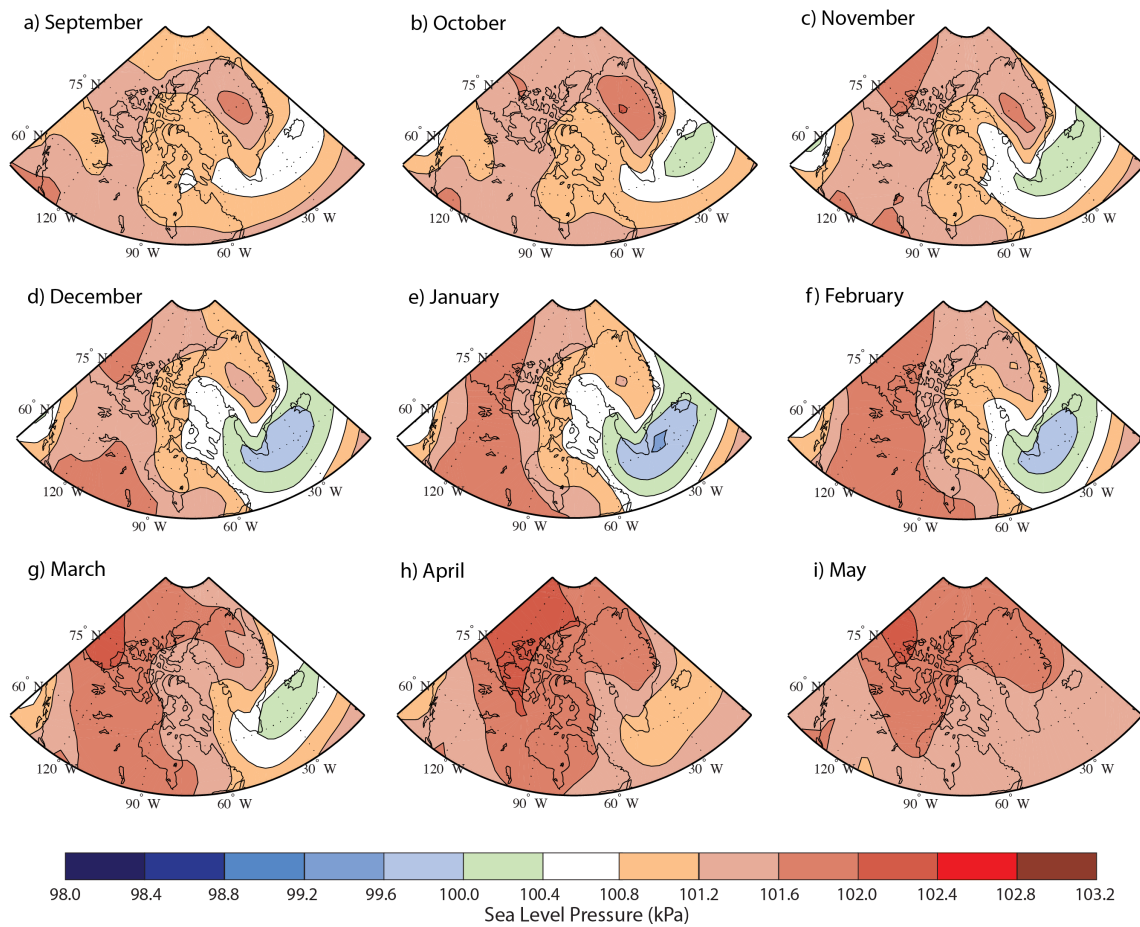 a) September
b) October
c) November
75° N
75° N
75° N
60° N
60° N
60° N
120° W
30° W
120° W
30° W
120° W
30° W
90° W
60° W
90° W
60° W
90° W
60° W
d) December
e) January
f) February
75° N
75° N
75° N
60° N
60° N
60° N
120° W
30° W
120° W
30° W
120° W
30° W
90° W
60° W
90° W
60° W
90° W
60° W
g) March
h) April
i) May
75° N
75° N
75° N
60° N
60° N
60° N
120° W
30° W
120° W
30° W
120° W
30° W
90° W
60° W
90° W
60° W
90° W
60° W
98.0 98.4 98.8 99.2 99.6 100.0 100.4 100.8 101.2 101.6 102.0 102.4 102.8 103.2
Sea Level Pressure (kPa)